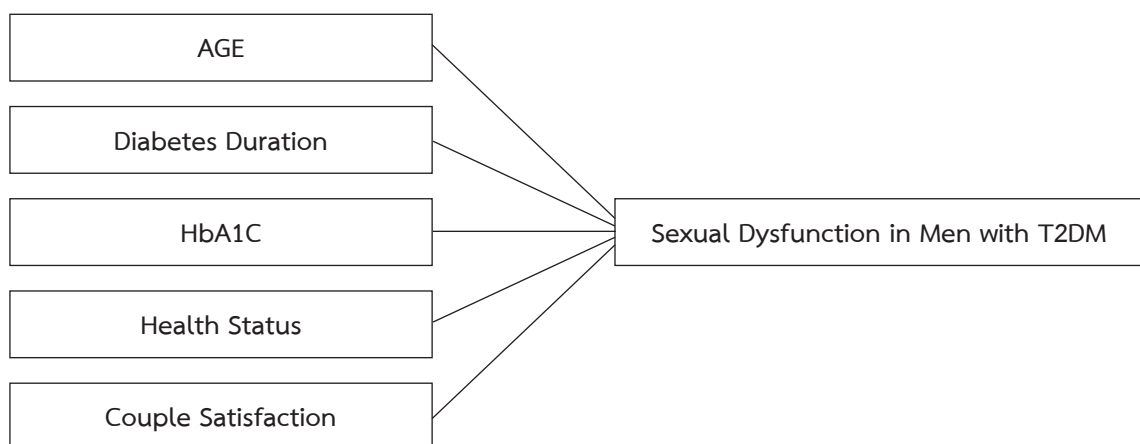 AGE
Diabetes Duration
HbA1C
Sexual Dysfunction in Men with T2DM
Health Status
Couple Satisfaction